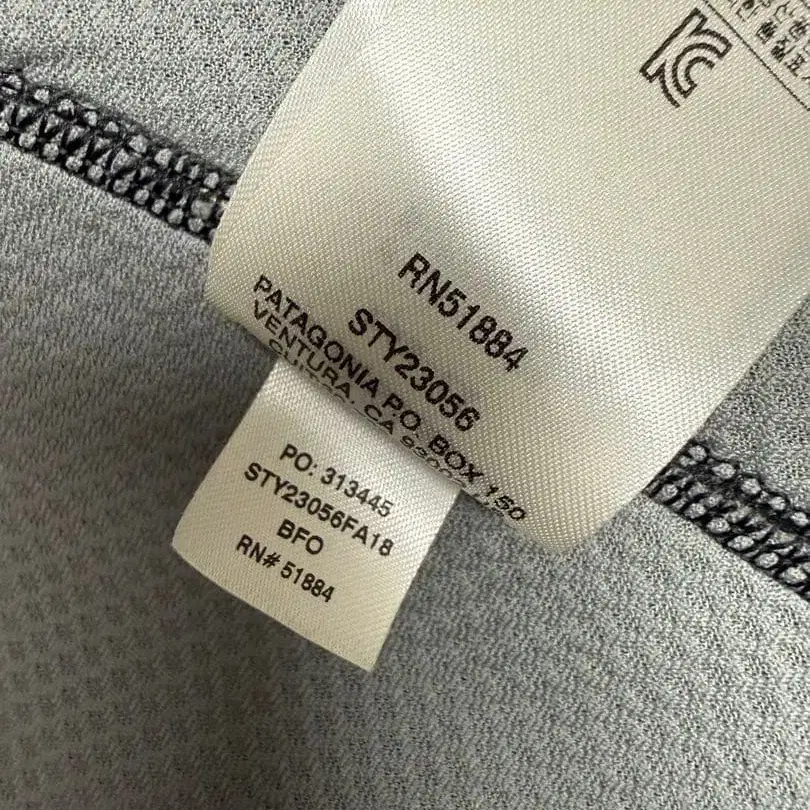 RN51884
STY23056
PATAGONIA P.O. BOX 150
VENTURA, CA
PO: 313445
STY23056FA18
BFO
RN# 51884